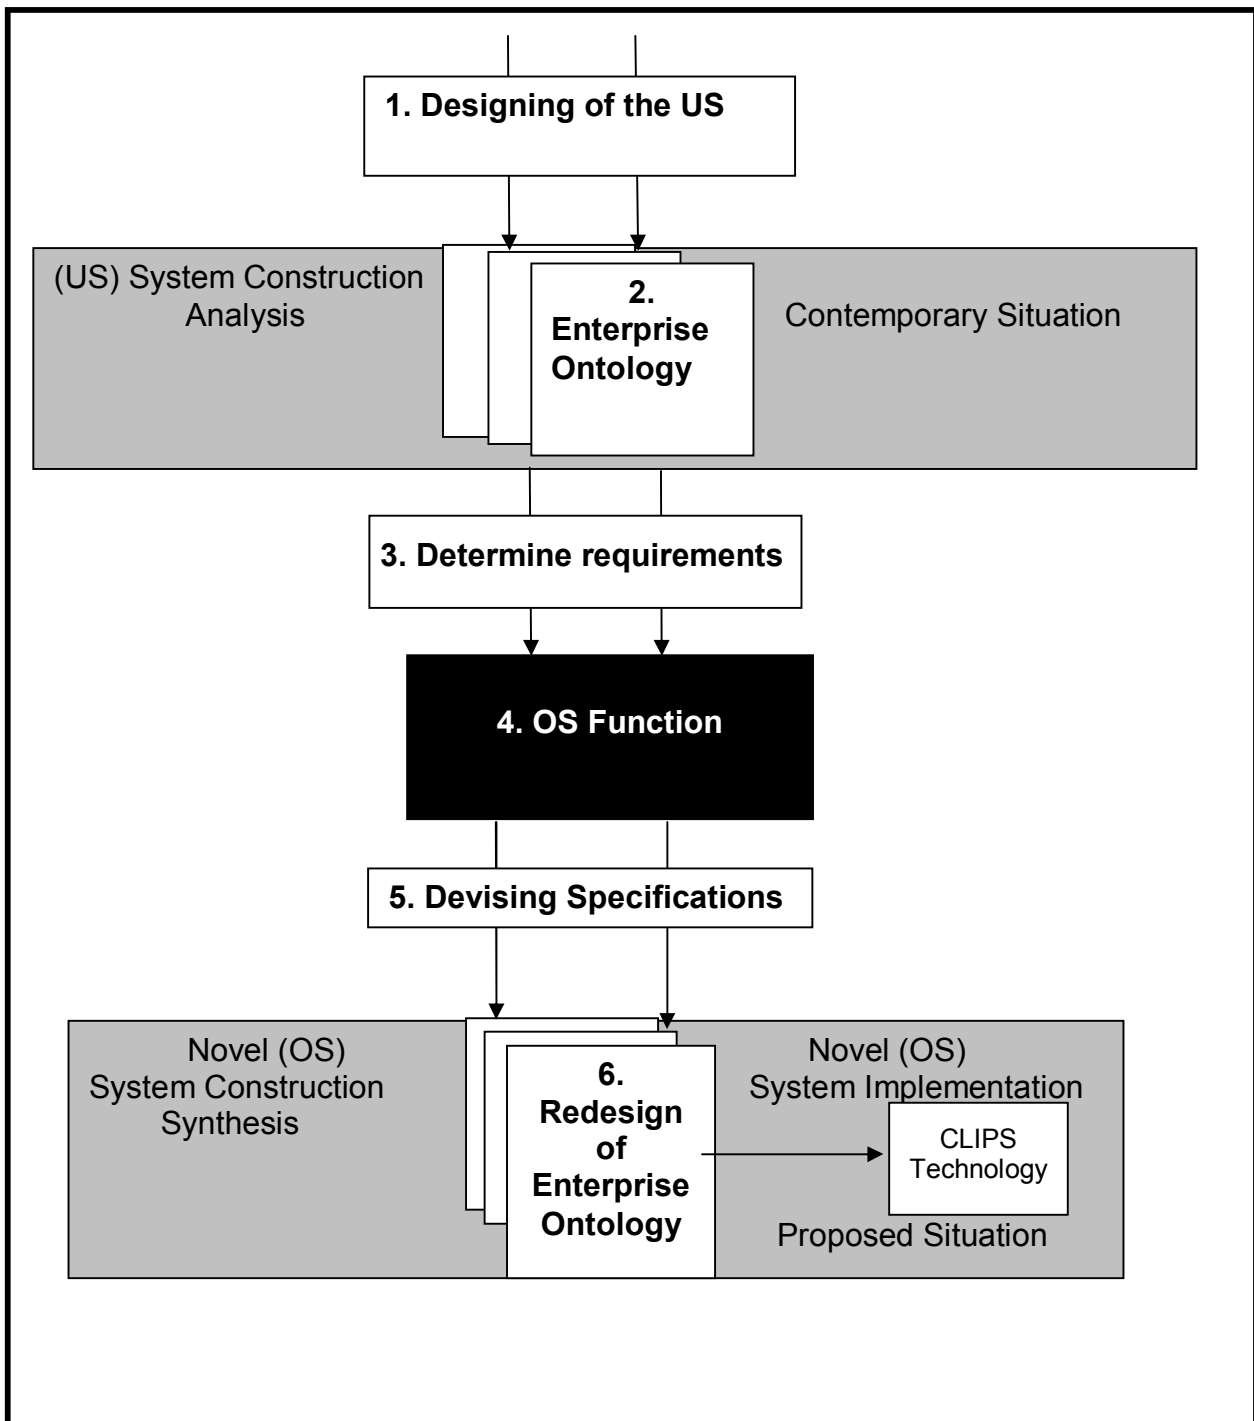 1. Designing of the US
(US) System Construction
Analysis
2.
Enterprise
Ontology
Contemporary Situation
3. Determine requirements
4. OS Function
5. Devising Specifications
Novel (OS)
System Construction
Synthesis
6.
Redesign
of
Enterprise
Ontology
Novel (OS)
System Implementation
CLIPS
Technology
Proposed Situation